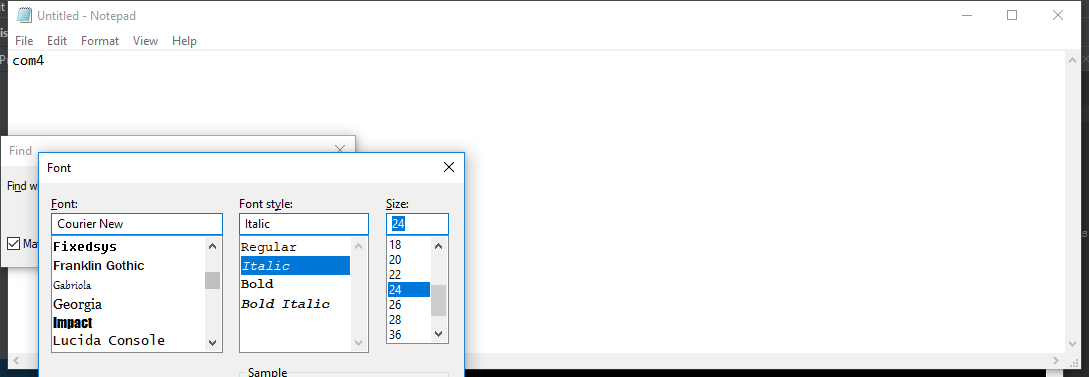 Untitled - Notepad
File Edit Format View Help
com4
Find
Font
Find w
Font: Font style: Size:
Courier New Italic 24
Ma
Fixedsys
Franklin Gothic
Gabriola
Georgia
Impact
Lucida Console
Regular
Italic
Bold
Bold Italic
18
20
22
24
26
28
36
Sample